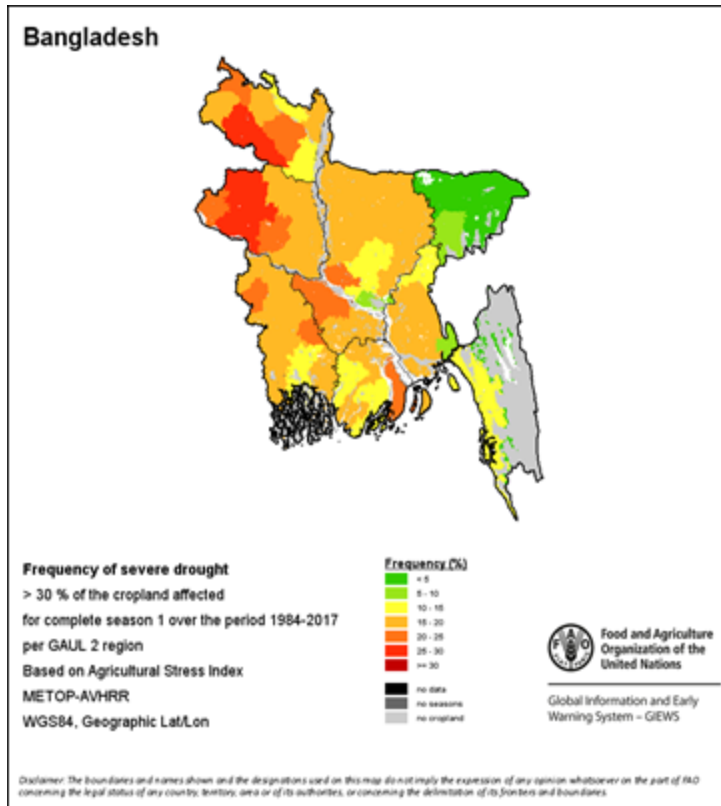 Bangladesh
Frequency of severe drought
> 30 % of the cropland affected
for complete season 1 over the period 1984-2017
per GAUL 2 region
Based on Agricultural Stress Index
METOP-AVHRR
WGS84, Geographic Lat/Lon
Frequency (%)
< 5
5 - 10
10 - 15
15 - 20
20 - 25
25 - 30
>= 30
no data
no seasons
no cropland
FAO
FIAT PANIS
Food and Agriculture
Organization of the
United Nations
Global Information and Early
Warning System – GIEWS
Disclaimer: The boundaries and names shown and the designations used on this map do not imply the expression of any opinion whatsoever on the part of FAO
concerning the legal status of any country, territory, area or of its authorities, or concerning the delimitation of its frontiers and boundaries.